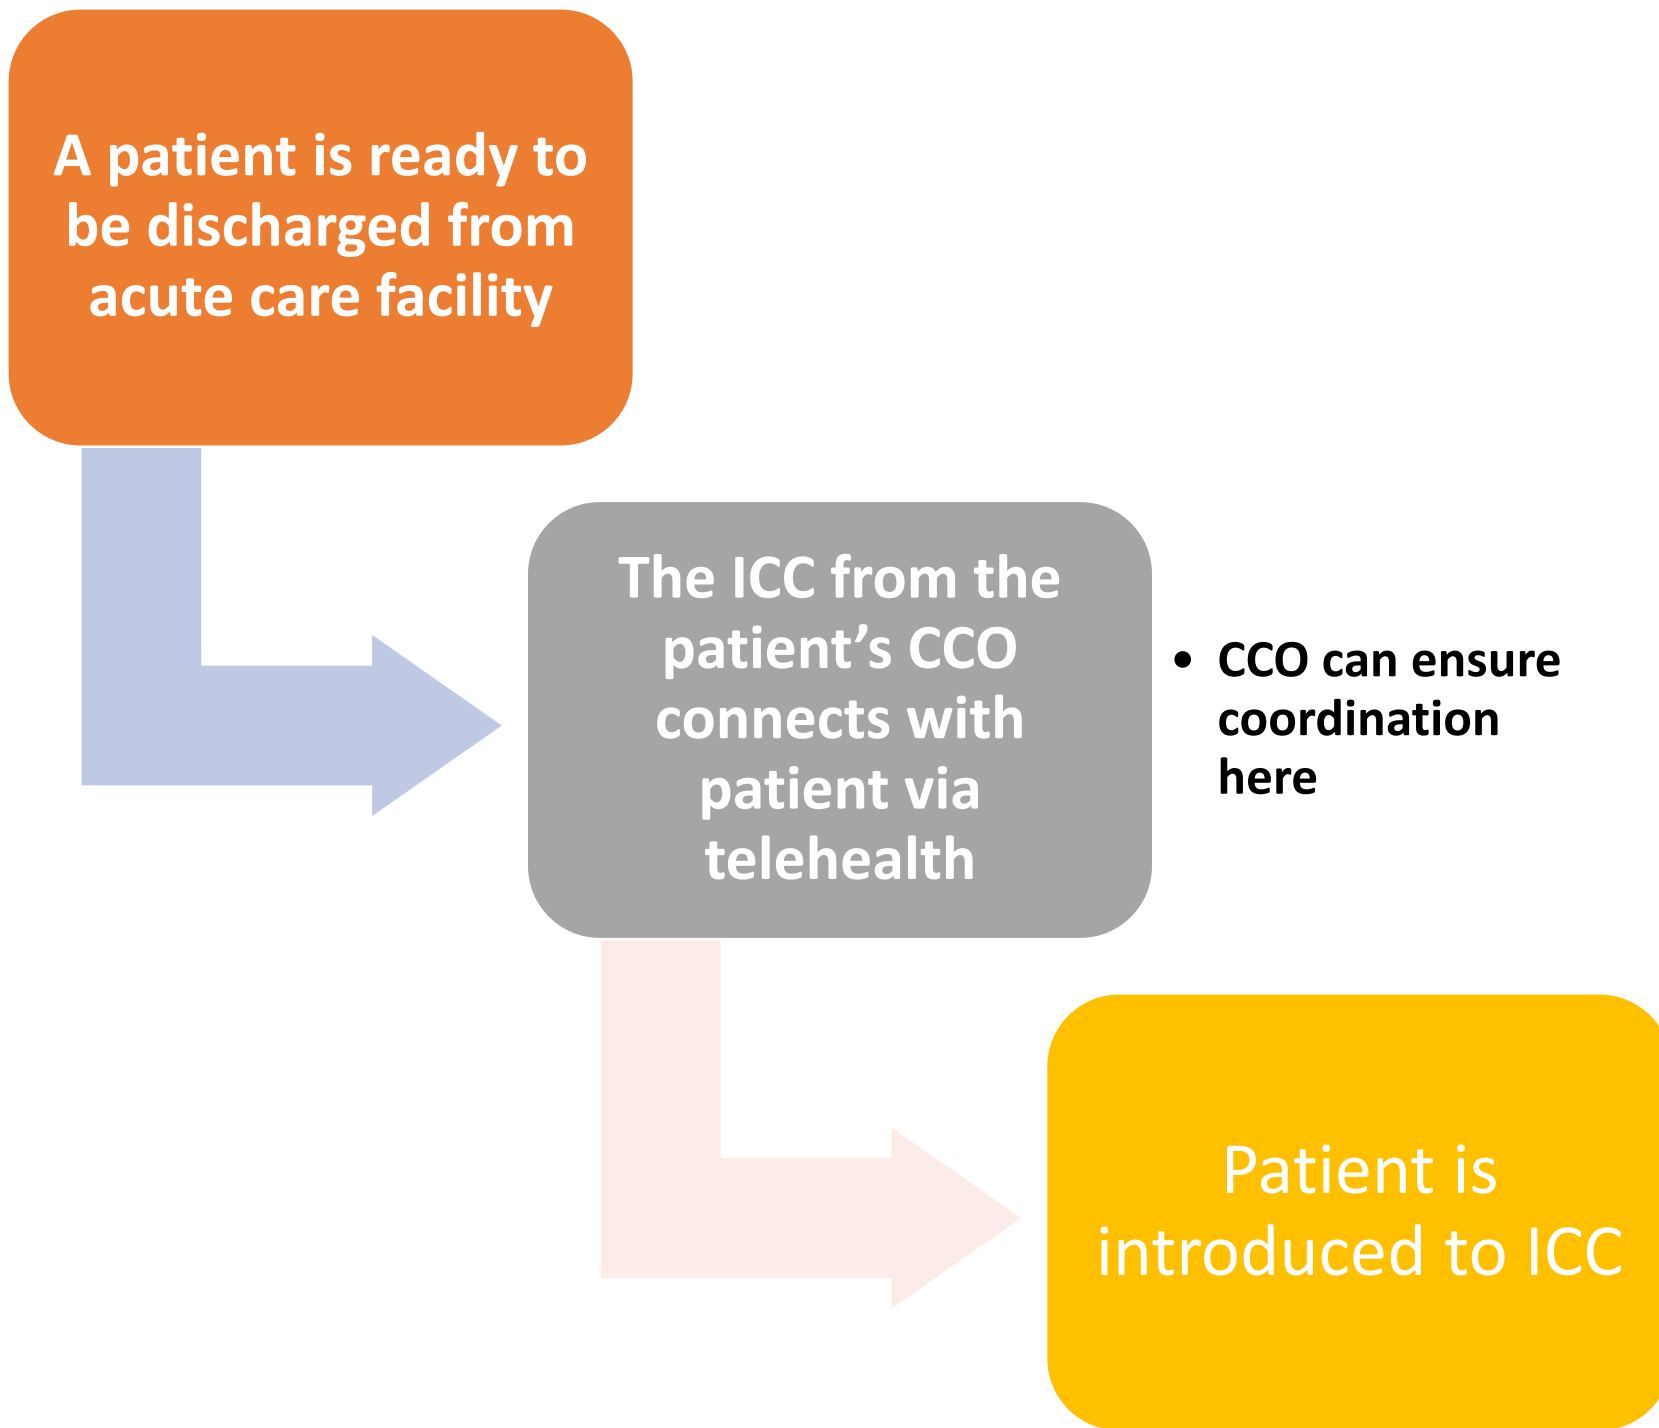 A patient is ready to
be discharged from
acute care facility
The ICC from the
patient’s CCO
connects with
patient via
telehealth
• CCO can ensure
coordination
here
Patient is
introduced to ICC